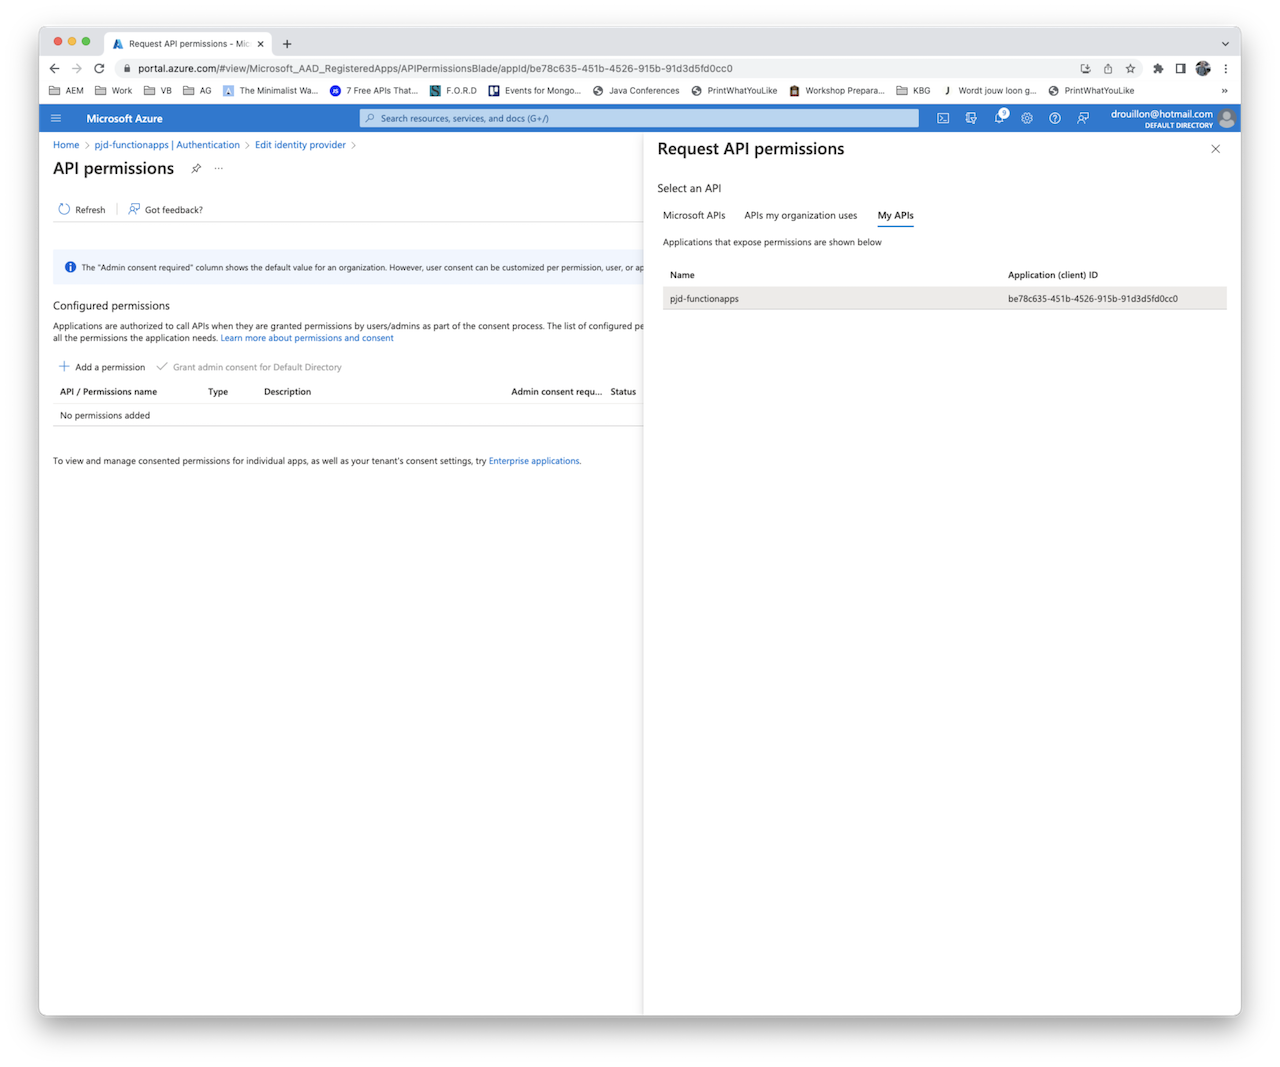 Request API permissions - Mic
portal.azure.com/#view/Microsoft_AAD_RegisteredApps/APIPermissionsBlade/appId/be78c635-451b-4526-915b-91d3d5fd0cc0
AEM Work VB AG The Minimalist Wa... 7 Free APIs That... F.O.R.D Events for Mongo... Java Conferences PrintWhatYouLike Workshop Prepara... KBG Wordt jouw loon g... PrintWhatYouLike »
Microsoft Azure
Search resources, services, and docs (G+/)
9
drouillon@hotmail.com
DEFAULT DIRECTORY
Home > pjd-functionapps | Authentication > Edit identity provider >
API permissions
Refresh
Got feedback?
The "Admin consent required" column shows the default value for an organization. However, user consent can be customized per permission, user, or ap
Configured permissions
Applications are authorized to call APIs when they are granted permissions by users/admins as part of the consent process. The list of configured pe
all the permissions the application needs. Learn more about permissions and consent
Add a permission
Grant admin consent for Default Directory
API / Permissions name Type Description Admin consent requ... Status
No permissions added
To view and manage consented permissions for individual apps, as well as your tenant's consent settings, try Enterprise applications.
Request API permissions
Select an API
Microsoft APIs APIs my organization uses My APIs
Applications that expose permissions are shown below
Name Application (client) ID
pjd-functionapps be78c635-451b-4526-915b-91d3d5fd0cc0